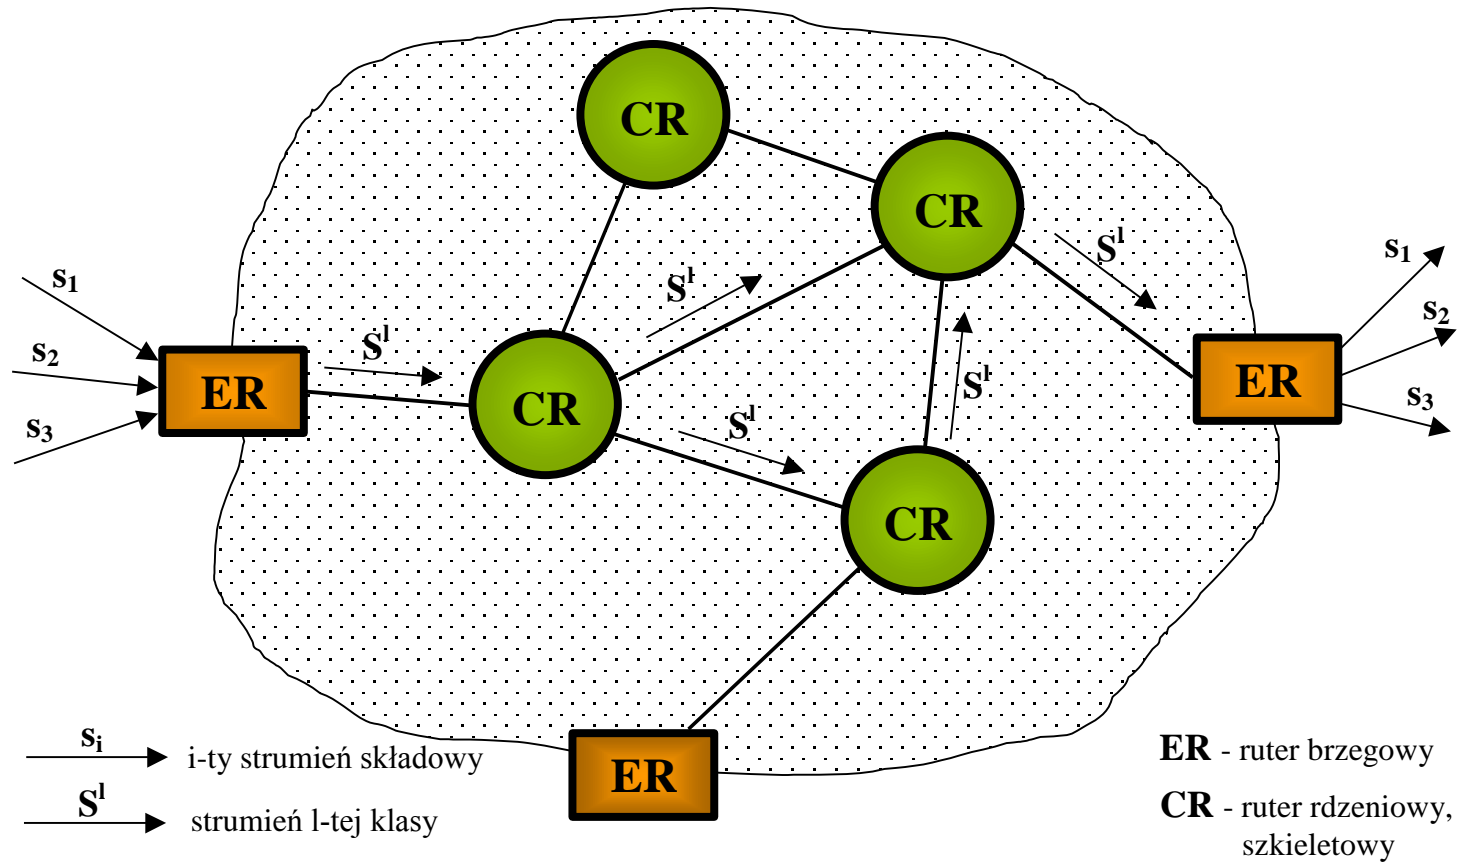 CR
CR
s₁
s₂
s₃
ER
Sˡ
CR
Sˡ
Sˡ
Sˡ
CR
Sˡ
ER
s₁
s₂
s₃
ER
sᵢ
i-ty strumień składowy
Sˡ
strumień l-tej klasy
ER - ruter brzegowy
CR - ruter rdzeniowy,
szkieletowy